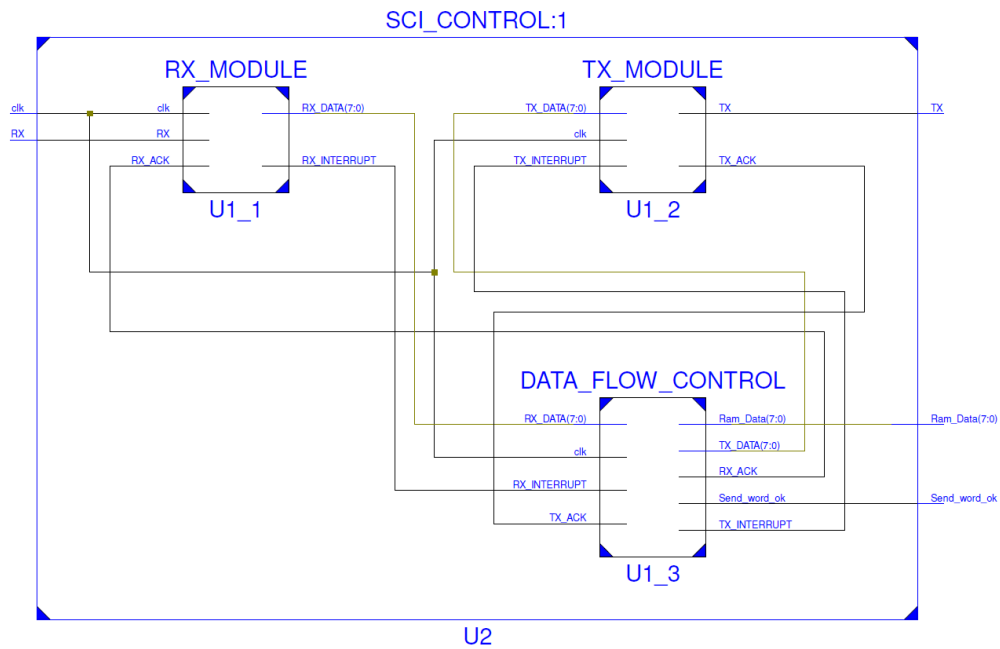 SCI_CONTROL:1
RX_MODULE
TX_MODULE
clk
clk
RX_DATA(7:0)
TX_DATA(7:0)
TX
TX
RX
RX
clk
RX_ACK
RX_INTERRUPT
TX_INTERRUPT
TX_ACK
U1_1
U1_2
DATA_FLOW_CONTROL
RX_DATA(7:0)
Ram_Data(7:0)
Ram_Data(7:0)
TX_DATA(7:0)
clk
RX_ACK
RX_INTERRUPT
Send_word_ok
Send_word_ok
TX_ACK
TX_INTERRUPT
U1_3
U2